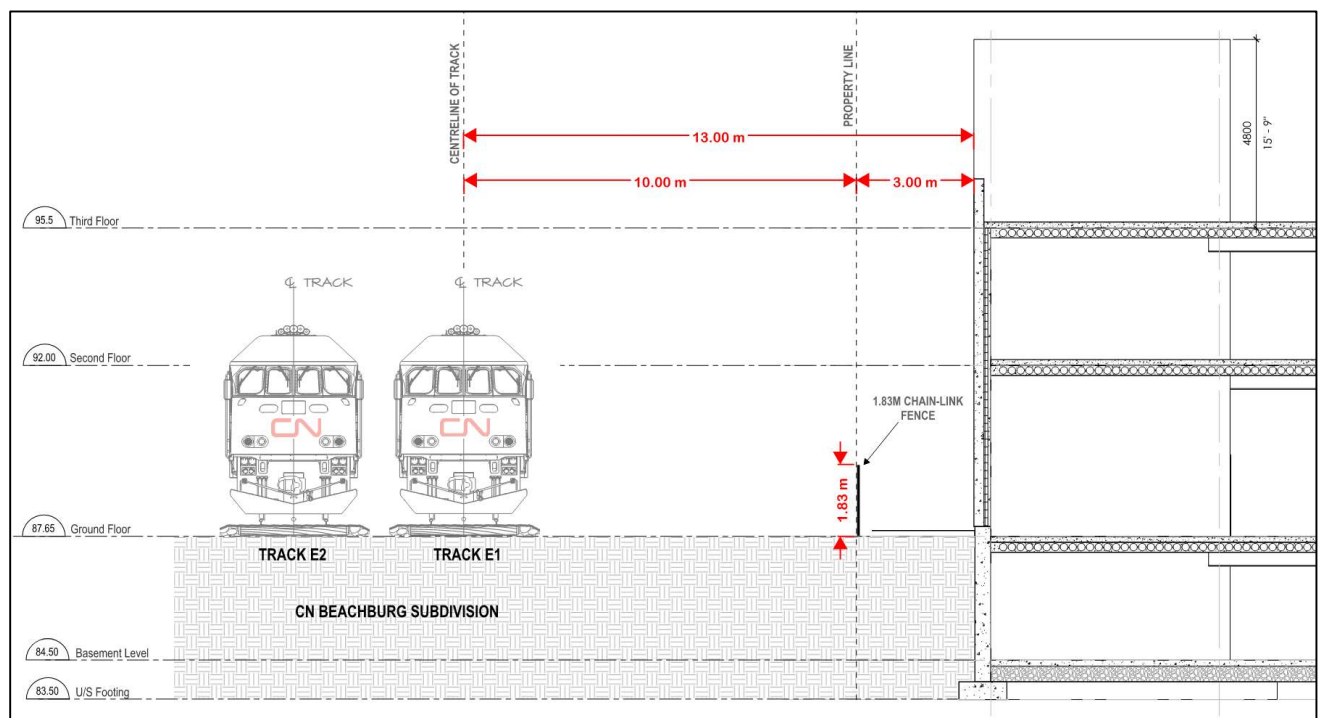 CENTRELINE OF TRACK
PROPERTY LINE
13.00 m
4800
15' - 9"
10.00 m
3.00 m
95.5 Third Floor
℄ TRACK
℄ TRACK
92.00 Second Floor
1.83M CHAIN-LINK
FENCE
CN
CN
1.83 m
87.65 Ground Floor
TRACK E2
TRACK E1
CN BEACHBURG SUBDIVISION
84.50 Basement Level
83.50 U/S Footing